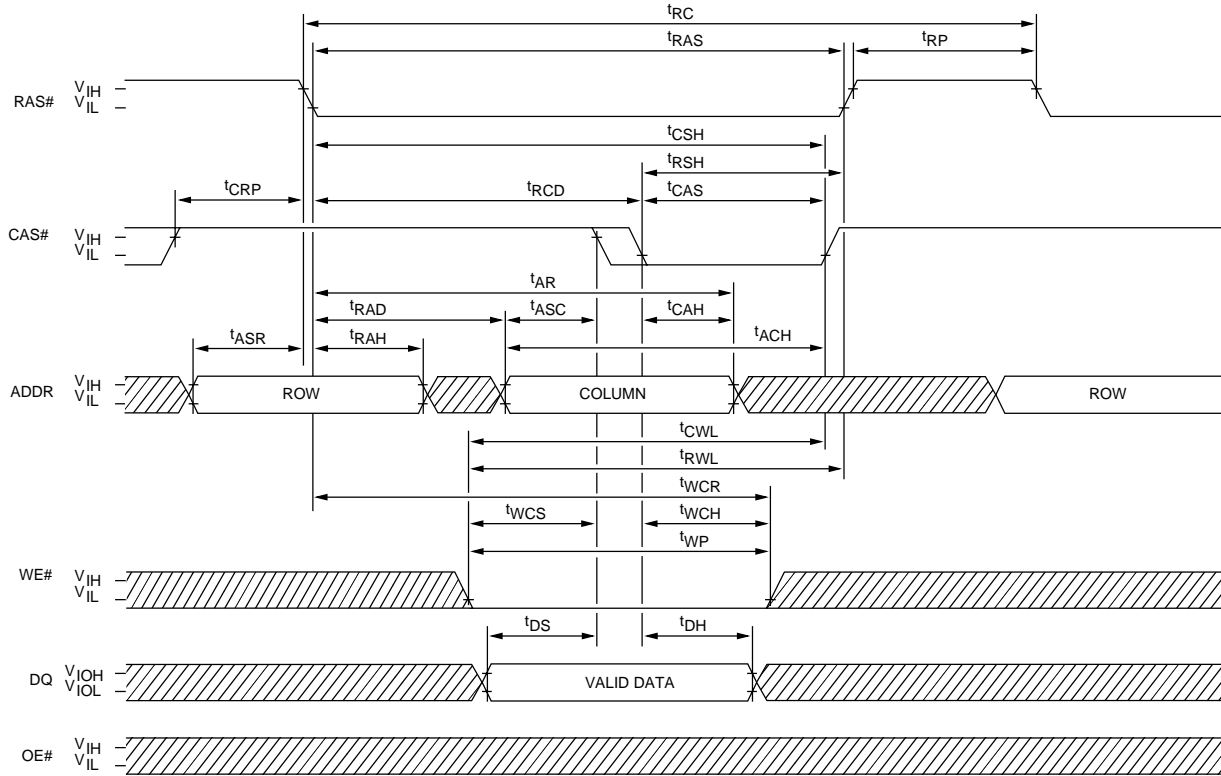 tRC
tRAS tRP
RAS# VIH
VIL
tCSH
tRSH
tCRP tRCD tCAS
CAS# VIH
VIL
tAR
tRAD tASC tCAH
tASR tRAH tACH
ADDR VIH
VIL
ROW COLUMN ROW
tCWL
tRWL
tWCR
tWCS tWCH
tWP
WE# VIH
VIL
tDS tDH
DQ VIOH
VIOL
VALID DATA
OE# VIH
VIL